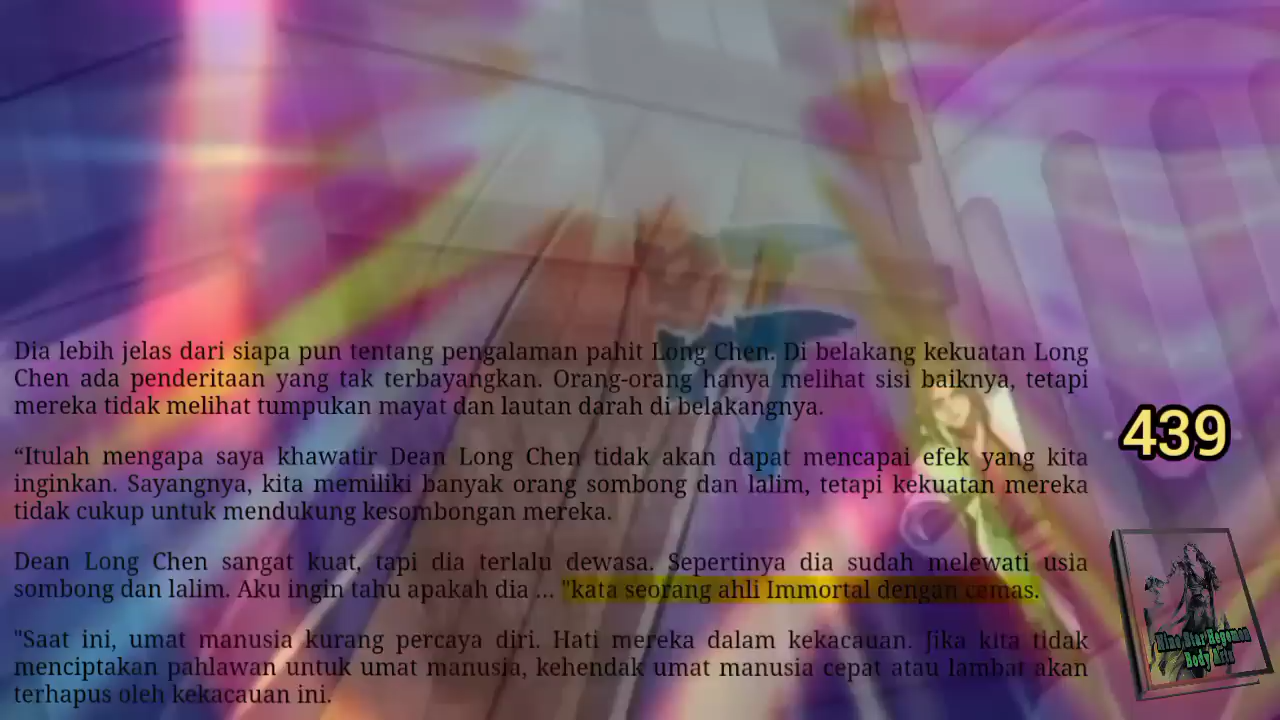 Dia lebih jelas dari siapa pun tentang pengalaman pahit Long Chen. Di belakang kekuatan Long
Chen ada penderitaan yang tak terbayangkan. Orang-orang hanya melihat sisi baiknya, tetapi
mereka tidak melihat tumpukan mayat dan lautan darah di belakangnya.
“Itulah mengapa saya khawatir Dean Long Chen tidak akan dapat mencapai efek yang kita
inginkan. Sayangnya, kita memiliki banyak orang sombong dan lalim, tetapi kekuatan mereka
tidak cukup untuk mendukung kesombongan mereka.
Dean Long Chen sangat kuat, tapi dia terlalu dewasa. Sepertinya dia sudah melewati usia
sombong dan lalim. Aku ingin tahu apakah dia ... "kata seorang ahli Immortal dengan cemas.
"Saat ini, umat manusia kurang percaya diri. Hati mereka dalam kekacauan. Jika kita tidak
menciptakan pahlawan untuk umat manusia, kehendak umat manusia cepat atau lambat akan
terhapus oleh kekacauan ini.
439
Nine Star Hegemon
Body Arts